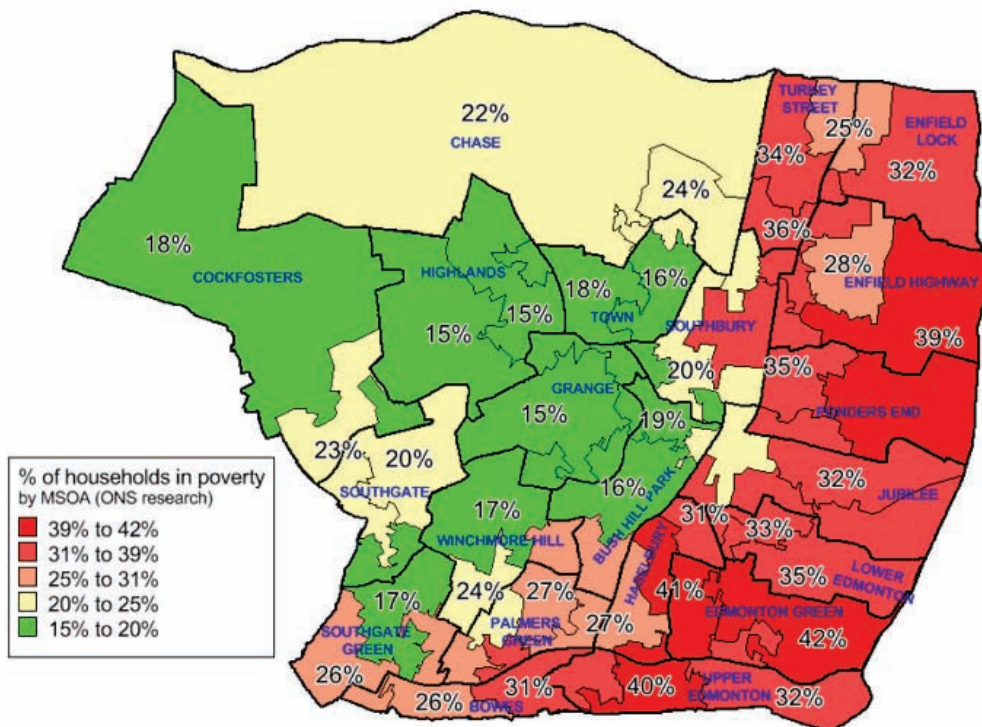 22%
CHASE
TURKEY
STREET
25%
ENFIELD
LOCK
34%
32%
24%
18%
COCKFOSTERS
36%
28%
ENFIELD HIGHWAY
HIGHLANDS
18%
16%
15%
15%
TOWN
SOUTHBURY
39%
20%
35%
GRANGE
15%
19%
PONDERS END
23%
20%
SOUTHGATE
16%
BUSH HILL PARK
32%
JUBILEE
17%
WINCHMORE HILL
31%
33%
HASELBURY
35%
LOWER
EDMONTON
24%
27%
41%
EDMONTON GREEN
17%
SOUTHGATE
GREEN
PALMERS
GREEN
27%
42%
26%
26%
BOWES
31%
40%
UPPER
EDMONTON
32%
% of households in poverty
by MSOA (ONS research)
39% to 42%
31% to 39%
25% to 31%
20% to 25%
15% to 20%